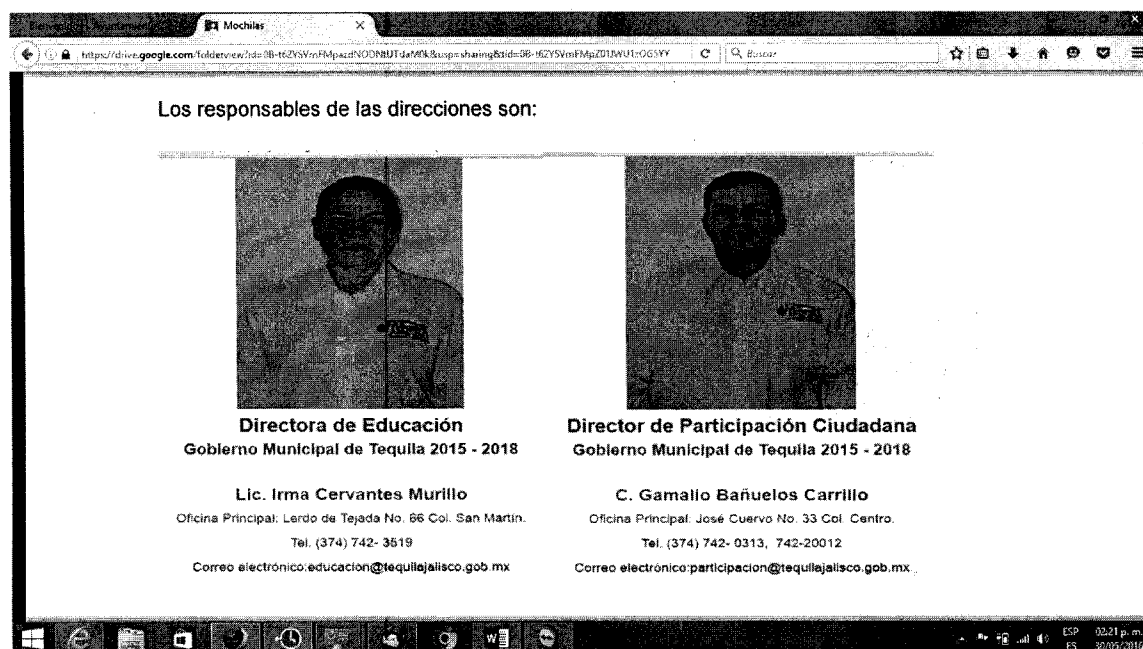 Mochilas
Buscar
Los responsables de las direcciones son:
Directora de Educación
Gobierno Municipal de Tequila 2015 - 2018
Lic. Irma Cervantes Murillo
Oficina Principal: Lerdo de Tejada No. 66 Col. San Martín.
Tel. (374) 742- 3519
Correo electrónico:educacion@tequilajalisco.gob.mx
Director de Participación Ciudadana
Gobierno Municipal de Tequila 2015 - 2018
C. Gamalio Bañuelos Carrillo
Oficina Principal: José Cuervo No. 33 Col. Centro.
Tel. (374) 742- 0313, 742-20012
Correo electrónico:participacion@tequilajalisco.gob.mx
ESP
ES
02:21 p. m.